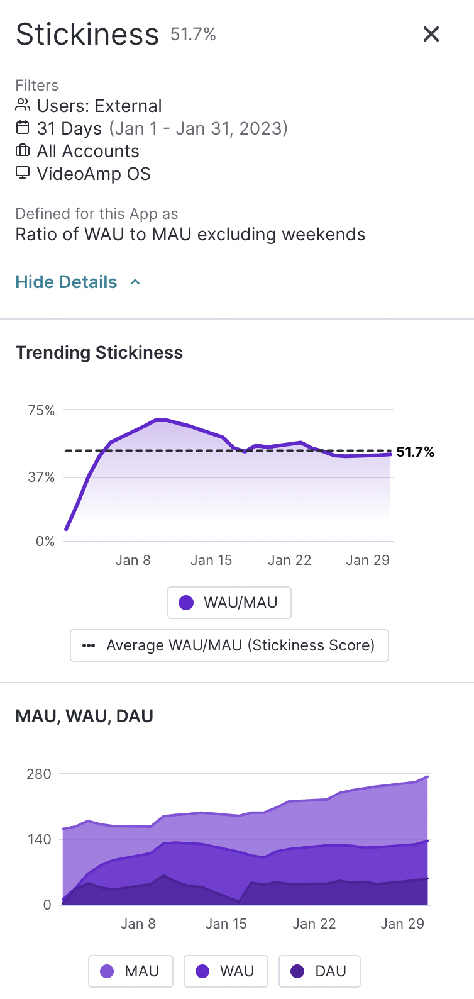 Stickiness 51.7%
Filters
Users: External
31 Days (Jan 1 - Jan 31, 2023)
All Accounts
VideoAmp OS
Defined for this App as
Ratio of WAU to MAU excluding weekends
Hide Details
Trending Stickiness
75%
51.7%
37%
0%
Jan 8 Jan 15 Jan 22 Jan 29
WAU/MAU
Average WAU/MAU (Stickiness Score)
MAU, WAU, DAU
280
140
0
Jan 8 Jan 15 Jan 22 Jan 29
MAU WAU DAU